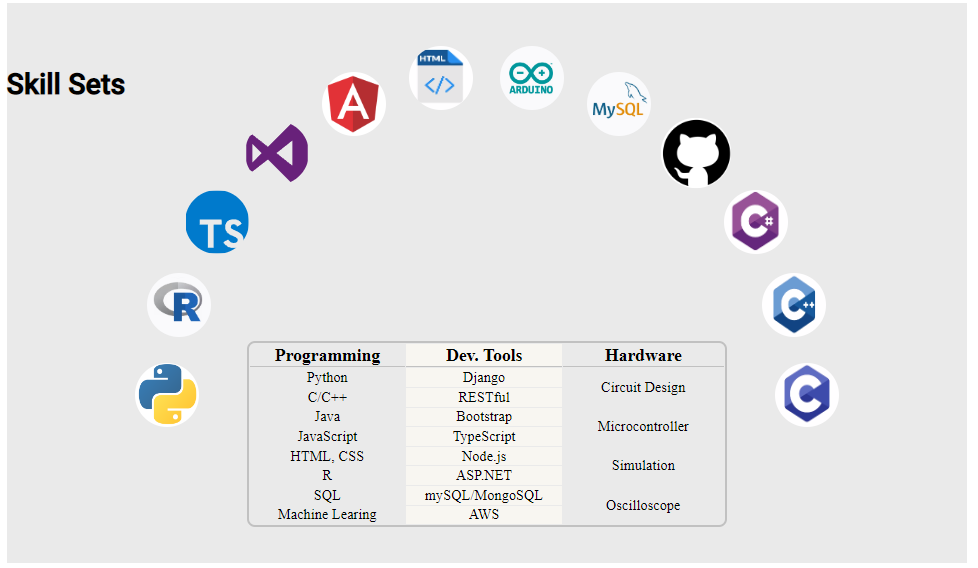 Skill Sets
HTML
</>
ARDUINO
MySQL
A
TS
C#
R
C++
C
Programming Dev. Tools Hardware
Python Django Circuit Design
C/C++ RESTful
Java Bootstrap Microcontroller
JavaScript TypeScript
HTML, CSS Node.js Simulation
R ASP.NET
SQL mySQL/MongoSQL Oscilloscope
Machine Learing AWS